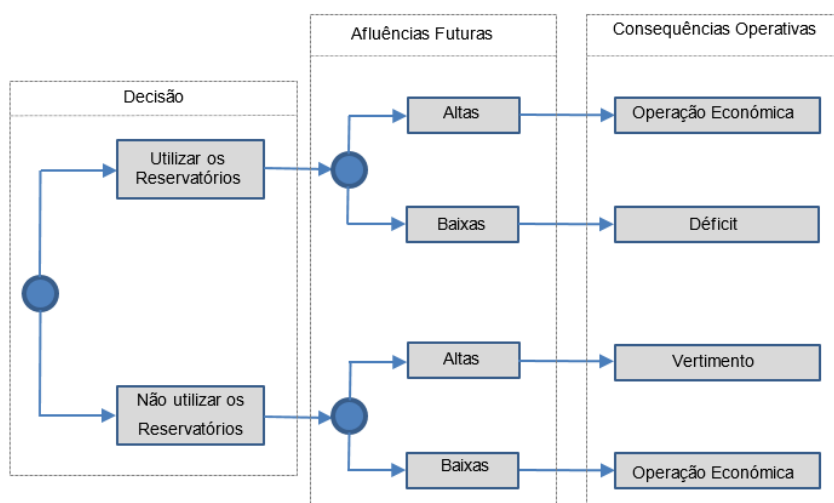 Afluências Futuras
Consequências Operativas
Decisão
Altas
Operação Económica
Utilizar os
Reservatórios
Baixas
Déficit
Altas
Vertimento
Não utilizar os
Reservatórios
Baixas
Operação Económica